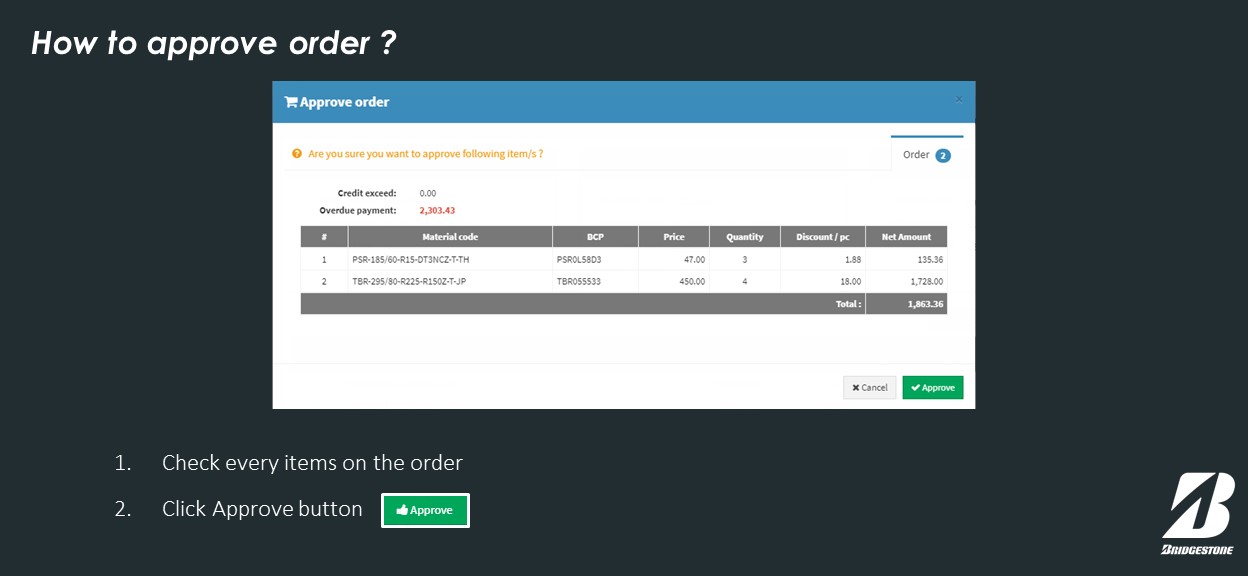 How to approve order ?
Approve order ×
Are you sure you want to approve following item/s ? Order 2
Credit exceed: 0.00
Overdue payment: 2,303.43
# Material code BCP Price Quantity Discount / pc Net Amount
1 PSR-185/60-R15-DT3NCZ-T-TH PSR0L58D3 47.00 3 1.88 135.36
2 TBR-295/80-R225-R150Z-T-JP TBR055533 450.00 4 18.00 1,728.00
Total : 1,863.36
Cancel Approve
1. Check every items on the order
2. Click Approve button Approve
BRIDGESTONE